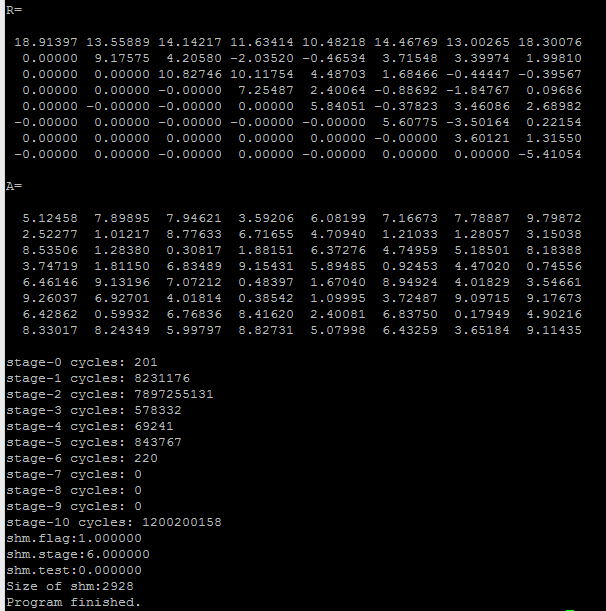 R=
18.91397 13.55889 14.14217 11.63414 10.48218 14.46769 13.00265 18.30076
0.00000 9.17575 4.20580 -2.03520 -0.46534 3.71548 3.39974 1.99810
0.00000 0.00000 10.82746 10.11754 4.48703 1.68466 -0.44447 -0.39567
0.00000 0.00000 -0.00000 7.25487 2.40064 -0.88692 -1.84767 0.09686
0.00000 -0.00000 -0.00000 0.00000 5.84051 -0.37823 3.46086 2.68982
-0.00000 0.00000 -0.00000 -0.00000 -0.00000 5.60775 -3.50164 0.22154
0.00000 0.00000 0.00000 0.00000 0.00000 -0.00000 3.60121 1.31550
-0.00000 0.00000 -0.00000 0.00000 -0.00000 0.00000 0.00000 -5.41054
A=
5.12458 7.89895 7.94621 3.59206 6.08199 7.16673 7.78887 9.79872
2.52277 1.01217 8.77633 6.71655 4.70940 1.21033 1.28057 3.15038
8.53506 1.28380 0.30817 1.88151 6.37276 4.74959 5.18501 8.18388
3.74719 1.81150 6.83489 9.15431 5.89485 0.92453 4.47020 0.74556
6.46146 9.13196 7.07212 0.48397 1.67040 8.94924 4.01829 3.54661
9.26037 6.92701 4.01814 0.38542 1.09995 3.72487 9.09715 9.17673
6.42862 0.59932 6.76836 8.41620 2.40081 6.83750 0.17949 4.90216
8.33017 8.24349 5.99797 8.82731 5.07998 6.43259 3.65184 9.11435
stage-0 cycles: 201
stage-1 cycles: 8231176
stage-2 cycles: 7897255131
stage-3 cycles: 578332
stage-4 cycles: 69241
stage-5 cycles: 843767
stage-6 cycles: 220
stage-7 cycles: 0
stage-8 cycles: 0
stage-9 cycles: 0
stage-10 cycles: 1200200158
shm.flag:1.000000
shm.stage:6.000000
shm.test:0.000000
Size of shm:2928
Program finished.